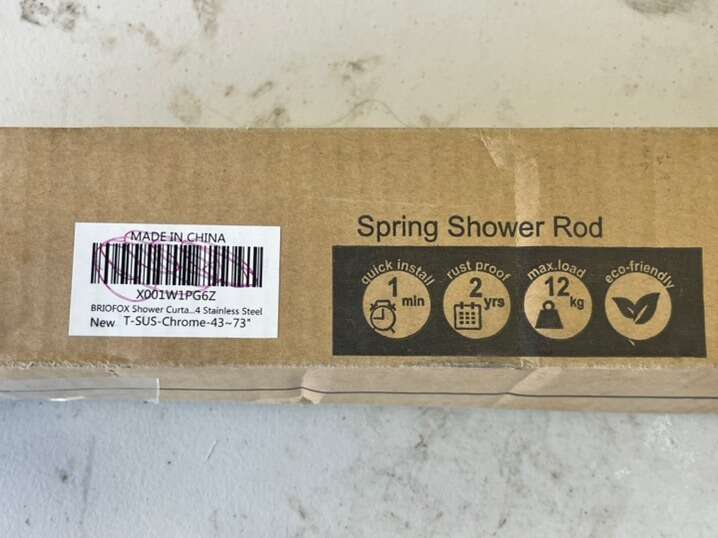 MADE IN CHINA
X001W1PG6Z
BRIOFOX Shower Curta...4 Stainless Steel
New T-SUS-Chrome-43~73"
Spring Shower Rod
quick install
1 min
rust proof
2 yrs
max.load
12 kg
eco-friendly